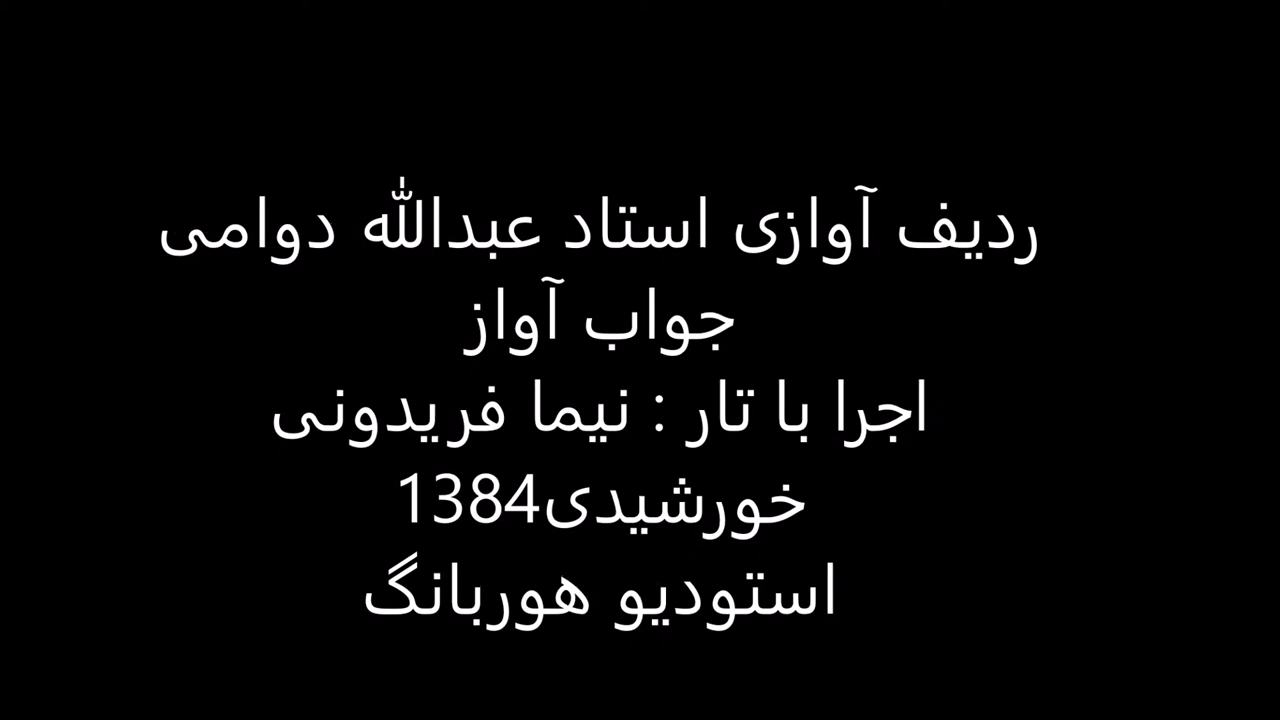 ردیف آوازی استاد عبدالله دوامی
جواب آواز
اجرا با تار : نیما فریدونی
خورشیدی1384
استودیو هوربانگ